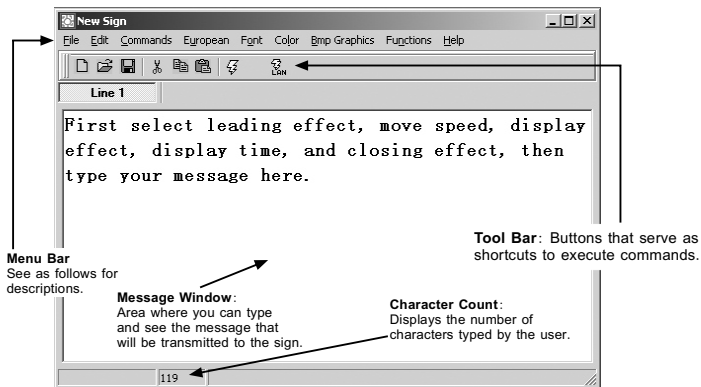 New Sign
File Edit Commands European Font Color Bmp Graphics Functions Help
LAN
Line 1
First select leading effect, move speed, display
effect, display time, and closing effect, then
type your message here.
Tool Bar: Buttons that serve as
shortcuts to execute commands.
Menu Bar
See as follows for
descriptions.
Message Window:
Area where you can type
and see the message that
will be transmitted to the sign.
Character Count:
Displays the number of
characters typed by the user.
119